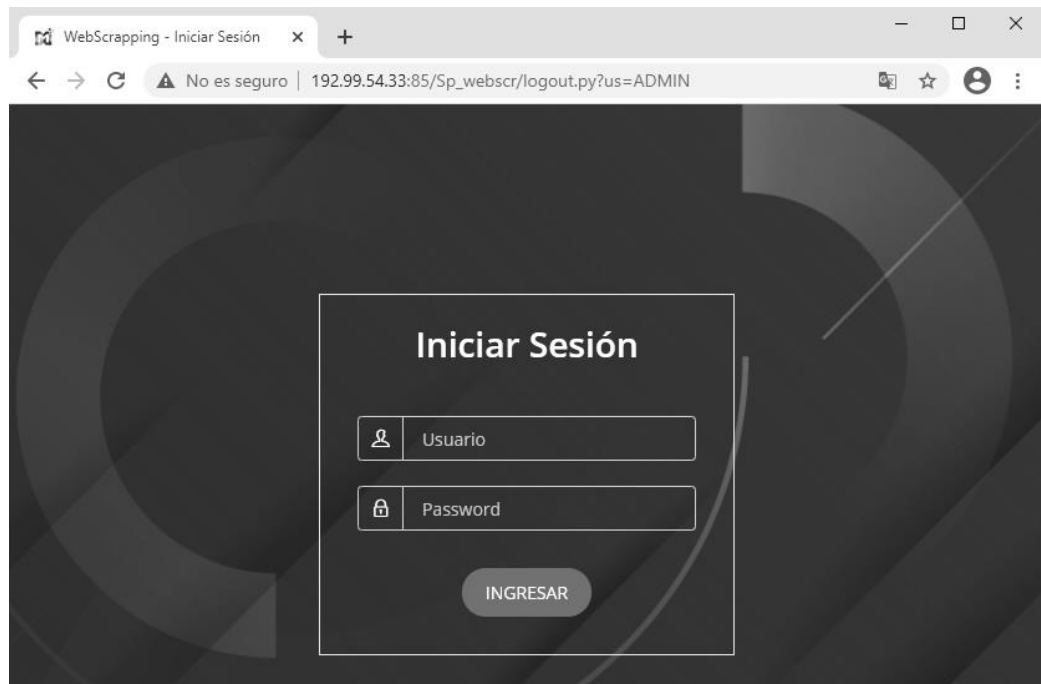 WebScrapping - Iniciar Sesión
No es seguro | 192.99.54.33:85/Sp_webscr/logout.py?us=ADMIN
Iniciar Sesión
Usuario
Password
INGRESAR